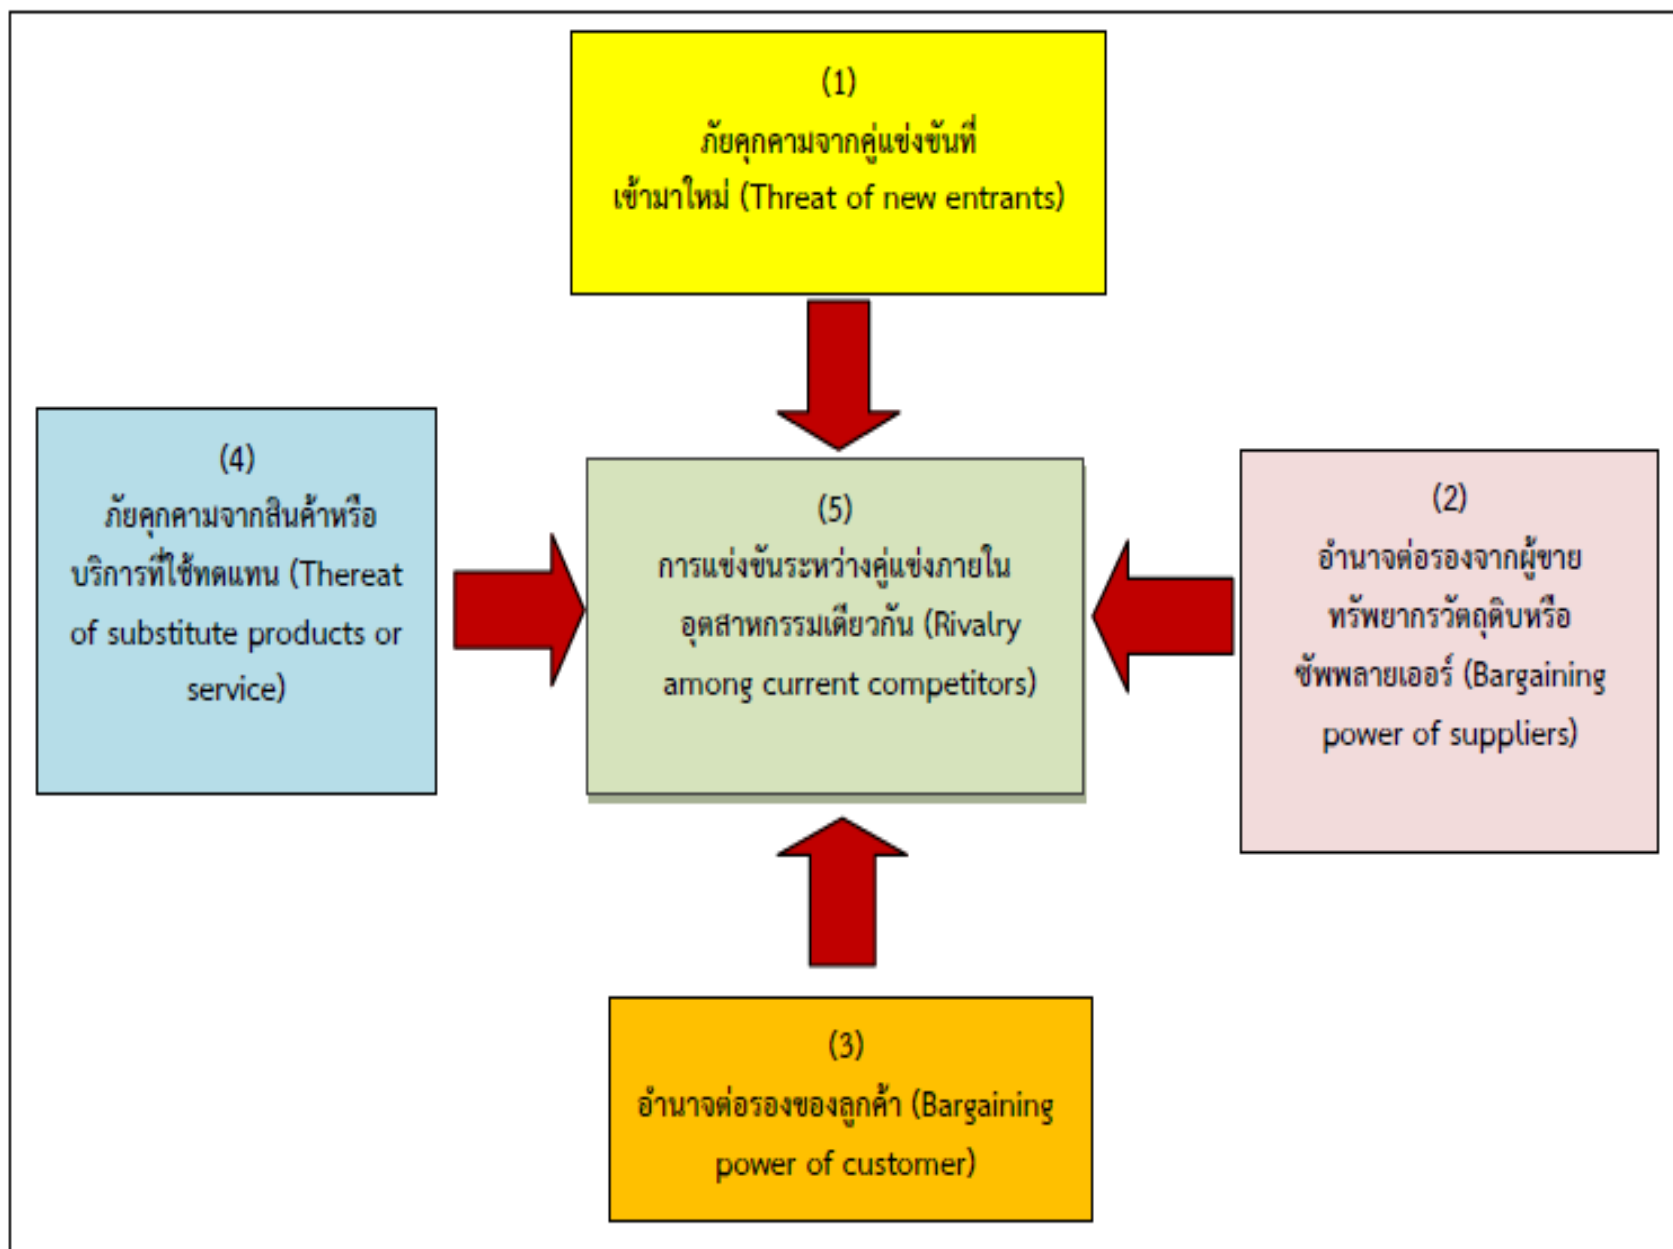 (1)
ภัยคุกคามจากคู่แข่งขันที่
เข้ามาใหม่ (Threat of new entrants)
(4)
ภัยคุกคามจากสินค้าหรือ
บริการที่ใช้ทดแทน (Thereat
of substitute products or
service)
(5)
การแข่งขันระหว่างคู่แข่งภายใน
อุตสาหกรรมเดียวกัน (Rivalry
among current competitors)
(2)
อำนาจต่อรองจากผู้ขาย
ทรัพยากรวัตถุดิบหรือ
ซัพพลายเออร์ (Bargaining
power of suppliers)
(3)
อำนาจต่อรองของลูกค้า (Bargaining
power of customer)